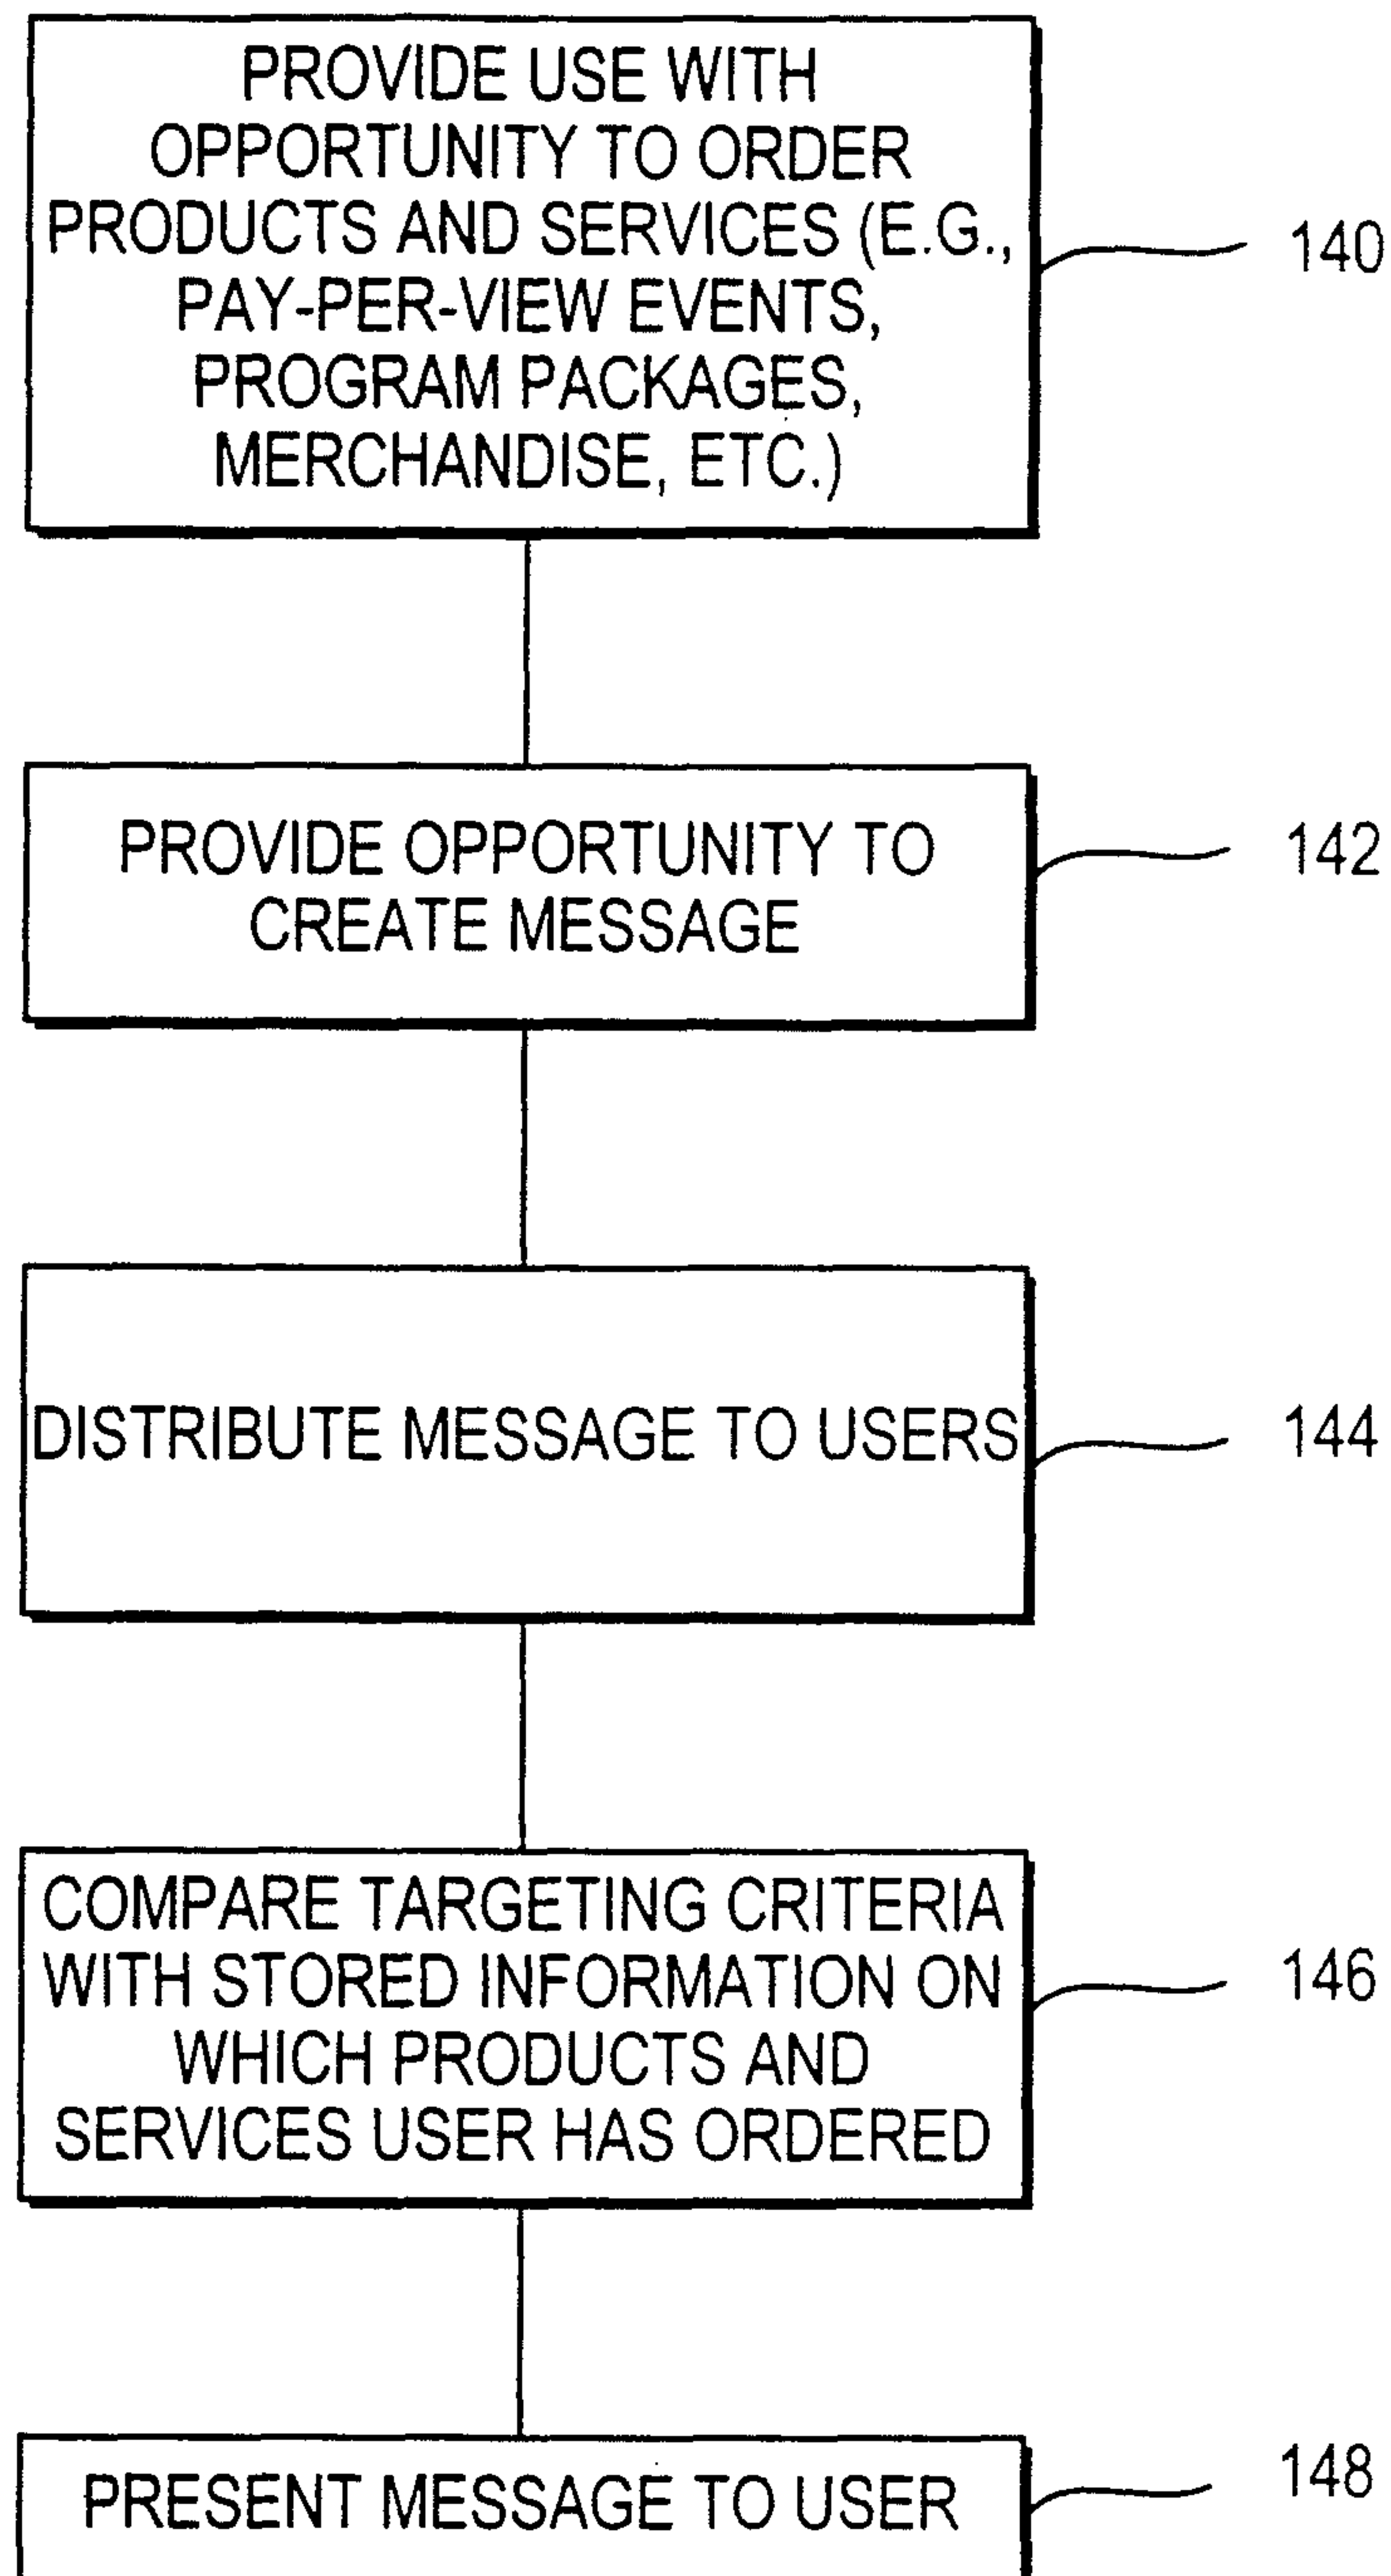 PROVIDE USE WITH
OPPORTUNITY TO ORDER
PRODUCTS AND SERVICES (E.G.,
PAY-PER-VIEW EVENTS,
PROGRAM PACKAGES,
MERCHANDISE, ETC.)
140
PROVIDE OPPORTUNITY TO
CREATE MESSAGE
142
DISTRIBUTE MESSAGE TO USERS
144
COMPARE TARGETING CRITERIA
WITH STORED INFORMATION ON
WHICH PRODUCTS AND
SERVICES USER HAS ORDERED
146
PRESENT MESSAGE TO USER
148